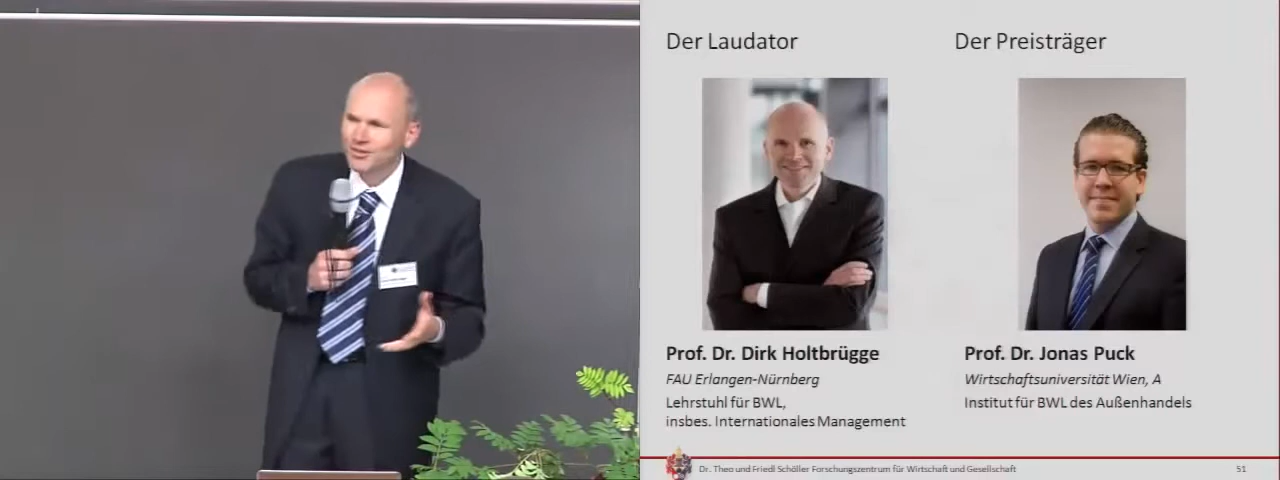 Der Laudator
Der Preisträger
Prof. Dr. Dirk Holtbrügge
FAU Erlangen-Nürnberg
Lehrstuhl für BWL,
insbes. Internationales Management
Prof. Dr. Jonas Puck
Wirtschaftsuniversität Wien, A
Institut für BWL des Außenhandels
Dr. Theo und Friedl Schöller Forschungszentrum für Wirtschaft und Gesellschaft
51